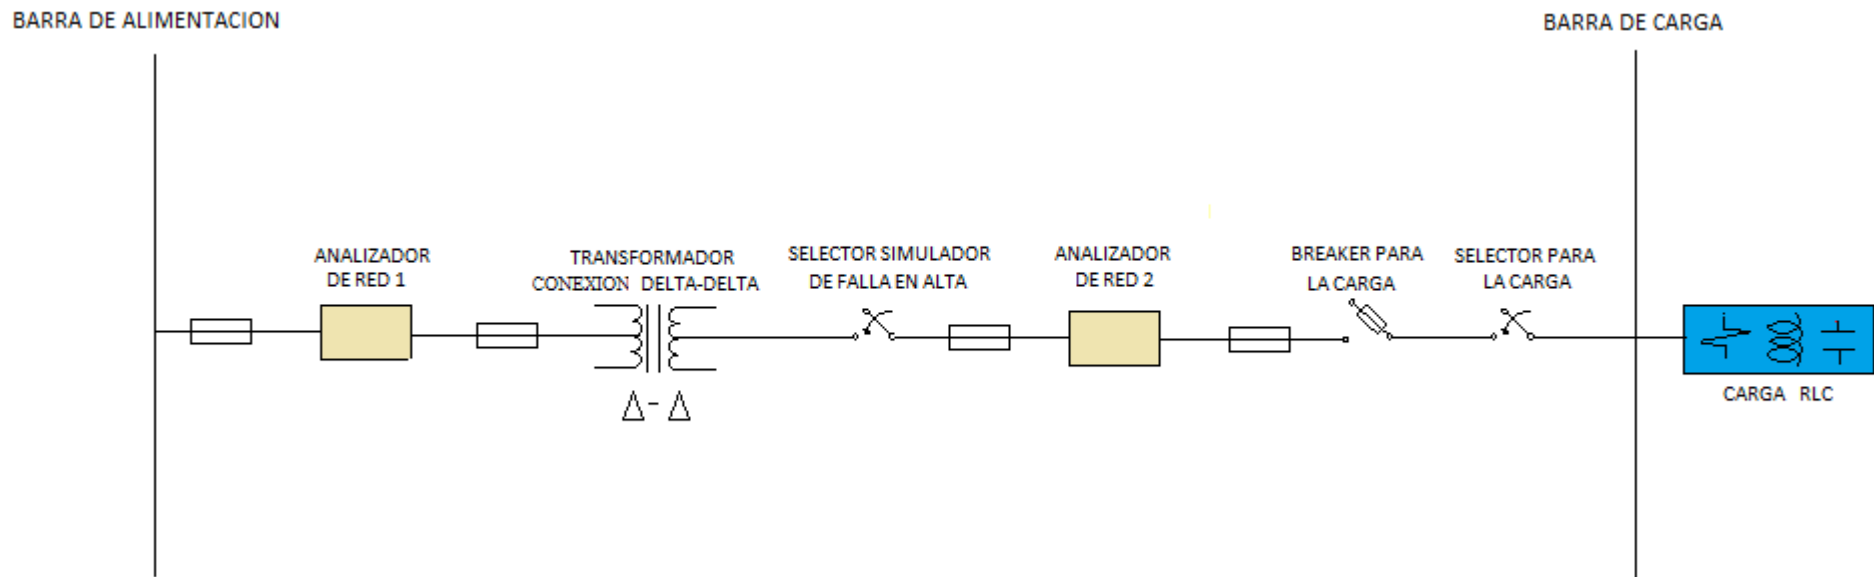 BARRA DE ALIMENTACION
BARRA DE CARGA
ANALIZADOR
DE RED 1
TRANSFORMADOR
CONEXION DELTA-DELTA
SELECTOR SIMULADOR
DE FALLA EN ALTA
ANALIZADOR
DE RED 2
BREAKER PARA
LA CARGA
SELECTOR PARA
LA CARGA
Δ - Δ
CARGA RLC